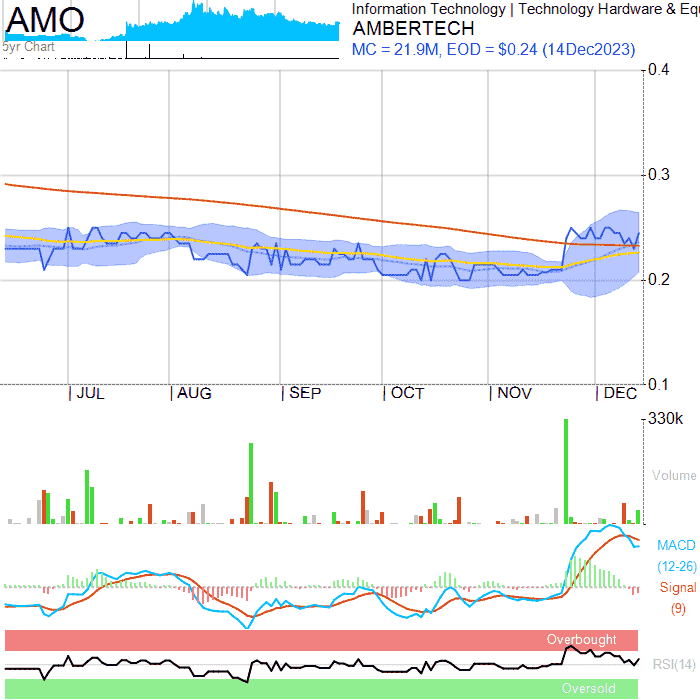 AMO
5yr Chart
Information Technology | Technology Hardware & Equ
AMBERTECH
MC = 21.9M, EOD = $0.24 (14Dec2023)
0.4
0.3
0.2
0.1
| JUL | AUG | SEP | OCT | NOV | DEC
330k
Volume
MACD
(12-26)
Signal
(9)
Overbought
RSI(14)
Oversold